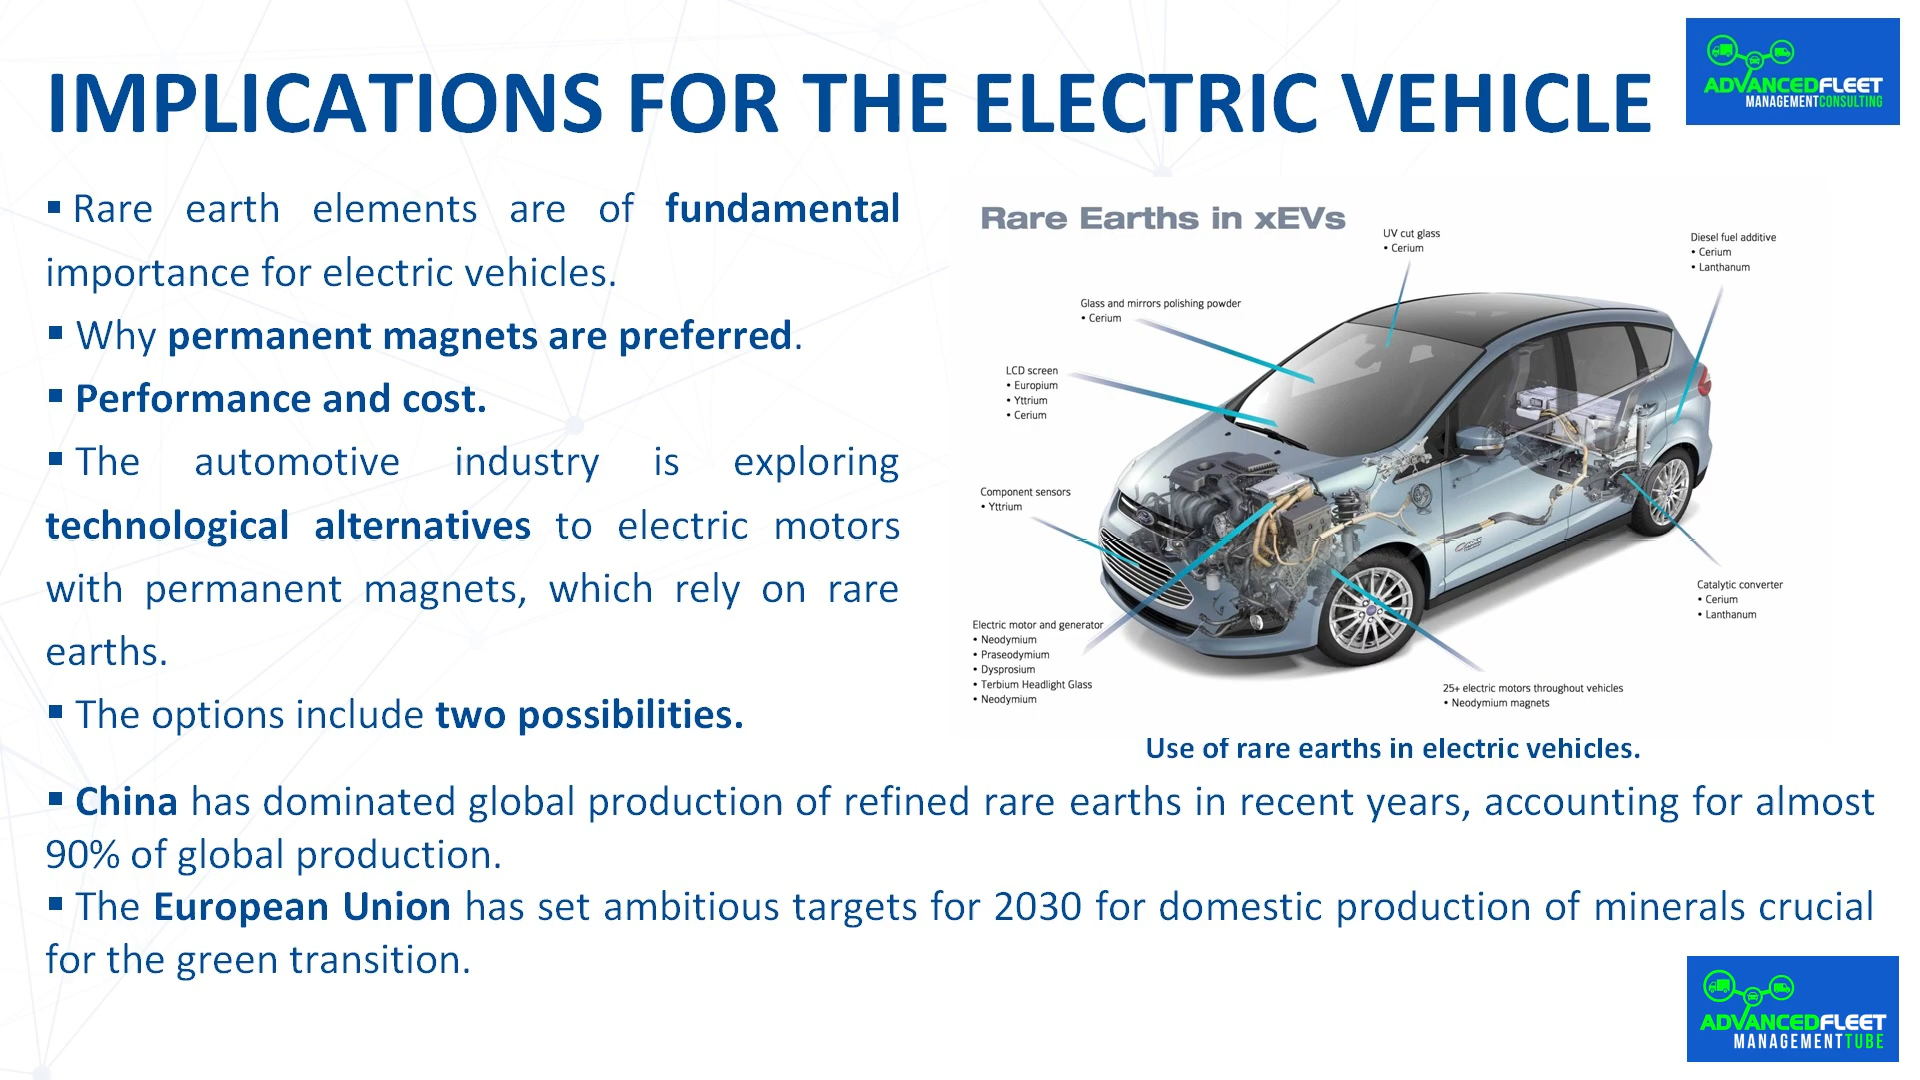 IMPLICATIONS FOR THE ELECTRIC VEHICLE
ADVANCEDFLEET
MANAGEMENTCONSULTING
▪ Rare earth elements are of fundamental
importance for electric vehicles.
▪ Why permanent magnets are preferred.
▪ Performance and cost.
▪ The automotive industry is exploring
technological alternatives to electric motors
with permanent magnets, which rely on rare
earths.
▪ The options include two possibilities.
Rare Earths in xEVs
UV cut glass
• Cerium
Diesel fuel additive
• Cerium
• Lanthanum
Glass and mirrors polishing powder
• Cerium
LCD screen
• Europium
• Yttrium
• Cerium
Component sensors
• Yttrium
Electric motor and generator
• Neodymium
• Praseodymium
• Dysprosium
• Terbium Headlight Glass
• Neodymium
Catalytic converter
• Cerium
• Lanthanum
25+ electric motors throughout vehicles
• Neodymium magnets
Use of rare earths in electric vehicles.
▪ China has dominated global production of refined rare earths in recent years, accounting for almost
90% of global production.
▪ The European Union has set ambitious targets for 2030 for domestic production of minerals crucial
for the green transition.
ADVANCEDFLEET
MANAGEMENTTUBE